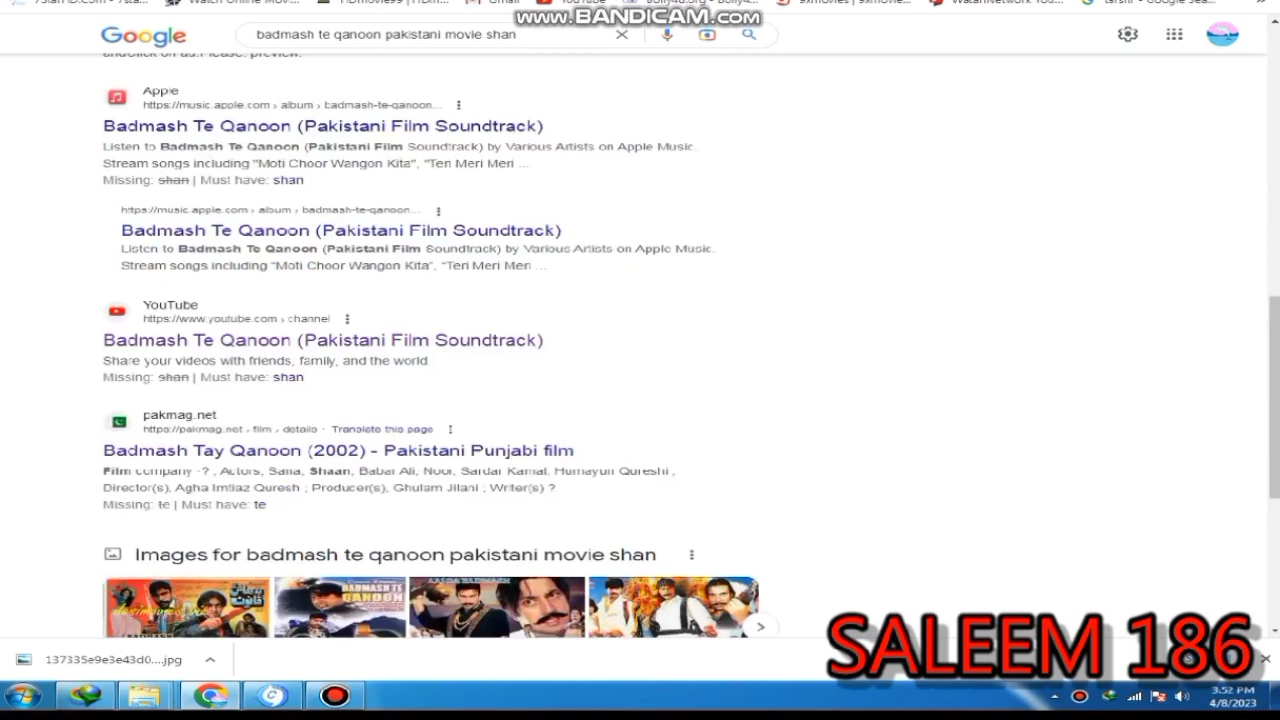 www.BANDICAM.com
Gmail
YouTube
Google
badmash te qanoon pakistani movie shan
Apple
https://music.apple.com › album › badmash-te-qanoon...
Badmash Te Qanoon (Pakistani Film Soundtrack)
Listen to Badmash Te Qanoon (Pakistani Film Soundtrack) by Various Artists on Apple Music.
Stream songs including "Moti Choor Wangon Kita", "Teri Meri Meri ...
Missing: shan | Must have: shan
https://music.apple.com › album › badmash-te-qanoon...
Badmash Te Qanoon (Pakistani Film Soundtrack)
Listen to Badmash Te Qanoon (Pakistani Film Soundtrack) by Various Artists on Apple Music.
Stream songs including "Moti Choor Wangon Kita", "Teri Meri Meri ...
YouTube
https://www.youtube.com › channel
Badmash Te Qanoon (Pakistani Film Soundtrack)
Share your videos with friends, family, and the world
Missing: shan | Must have: shan
pakmag.net
https://pakmag.net › film › details · Translate this page
Badmash Tay Qanoon (2002) - Pakistani Punjabi film
Film company -? , Actors, Sana, Shaan, Babar Ali, Noor, Sardar Kamal, Humayun Qureshi ,
Director(s), Agha Imtiaz Quresh ; Producer(s), Ghulam Jilani ; Writer(s) ?
Missing: te | Must have: te
Images for badmash te qanoon pakistani movie shan
BADMASH TE
QANOON
SALEEM 186
137335e9e3e43d0....jpg
3:52 PM
4/8/2023